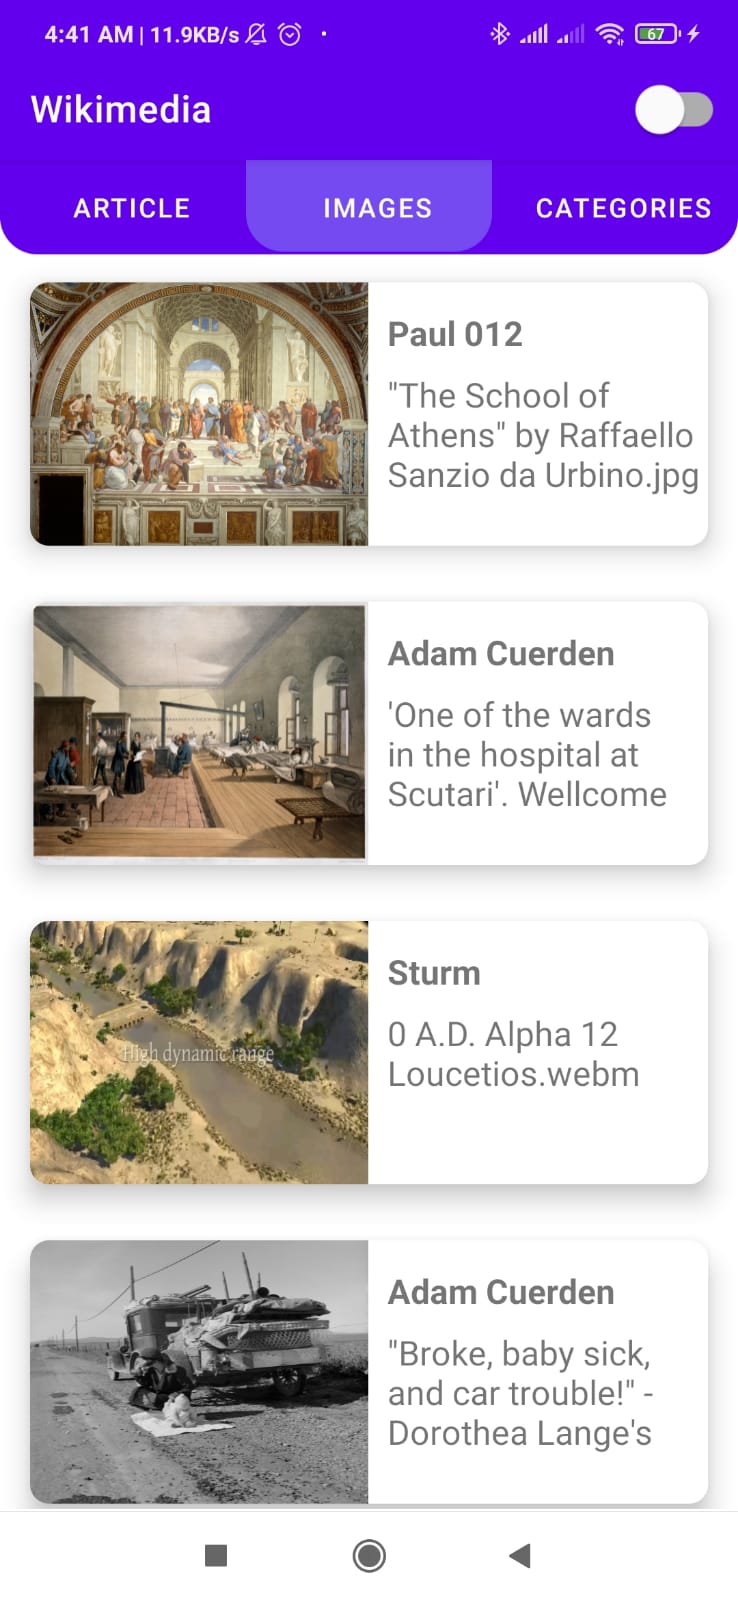 4:41 AM | 11.9KB/s
67
Wikimedia
ARTICLE
IMAGES
CATEGORIES
Paul 012
"The School of
Athens" by Raffaello
Sanzio da Urbino.jpg
Adam Cuerden
'One of the wards
in the hospital at
Scutari'. Wellcome
High dynamic range
Sturm
0 A.D. Alpha 12
Loucetios.webm
Adam Cuerden
"Broke, baby sick,
and car trouble!" -
Dorothea Lange's